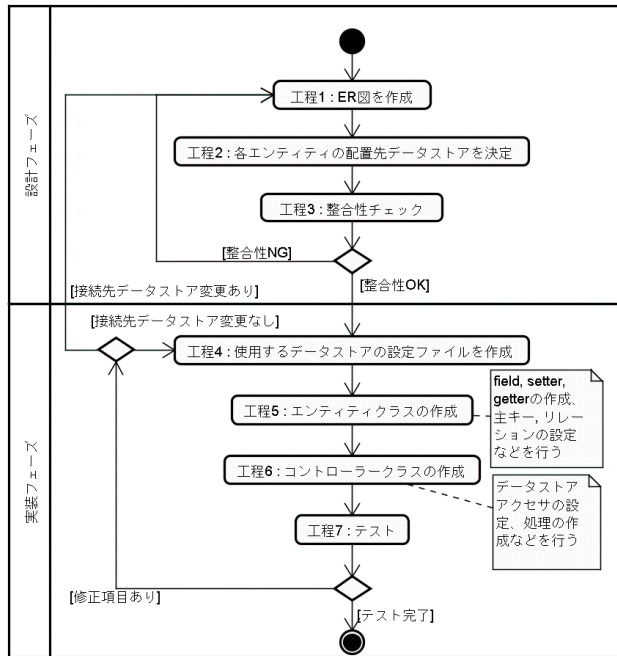 設計フェーズ
工程1 : ER図を作成
工程2 : 各エンティティの配置先データストアを決定
工程3 : 整合性チェック
[整合性NG]
[整合性OK]
[接続先データストア変更あり]
実装フェーズ
[接続先データストア変更なし]
工程4 : 使用するデータストアの設定ファイルを作成
工程5 : エンティティクラスの作成
field, setter,
getterの作成、
主キー, リレー
ションの設定
などを行う
工程6 : コントローラークラスの作成
データストア
アクセサの設
定、処理の作
成などを行う
工程7 : テスト
[修正項目あり]
[テスト完了]